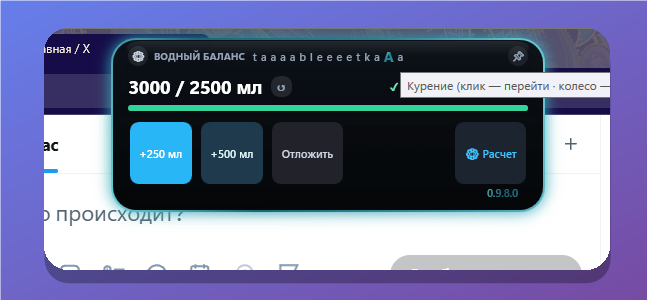 авная / X
ВОДНЫЙ БАЛАНС taaaableeeetkaAa
3000 / 2500 мл
Курение (клик — перейти · колесо —
+250 мл
+500 мл
Отложить
Расчет
ас
0.9.8.0
о происходит?